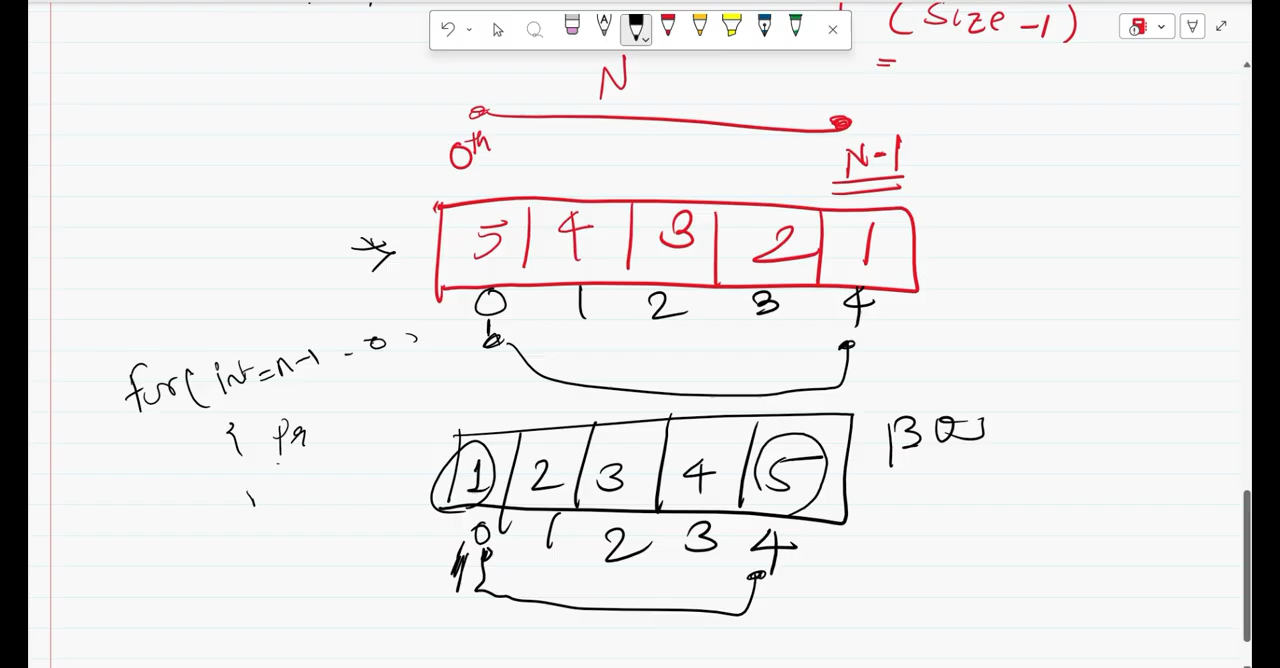 (Size -1)
=
N
0th
N-1
5 4 3 2 1
0 1 2 3 4
for( int=n-1 - 0 )
{ pr
1 2 3 4 5
0 1 2 3 4